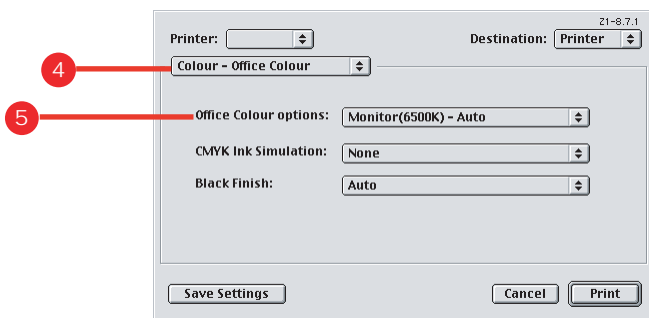 Z1-8.7.1
Printer: Destination: Printer
4 Colour - Office Colour
5 Office Colour options: Monitor(6500K) - Auto
CMYK Ink Simulation: None
Black Finish: Auto
Save Settings Cancel Print